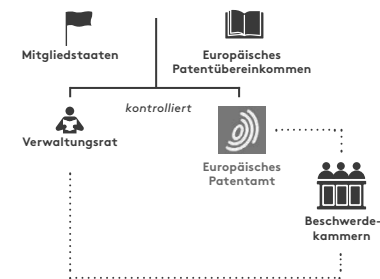 Mitgliedstaaten
Europäisches
Patentübereinkommen
kontrolliert
Verwaltungsrat
Europäisches
Patentamt
Beschwerde-
kammern